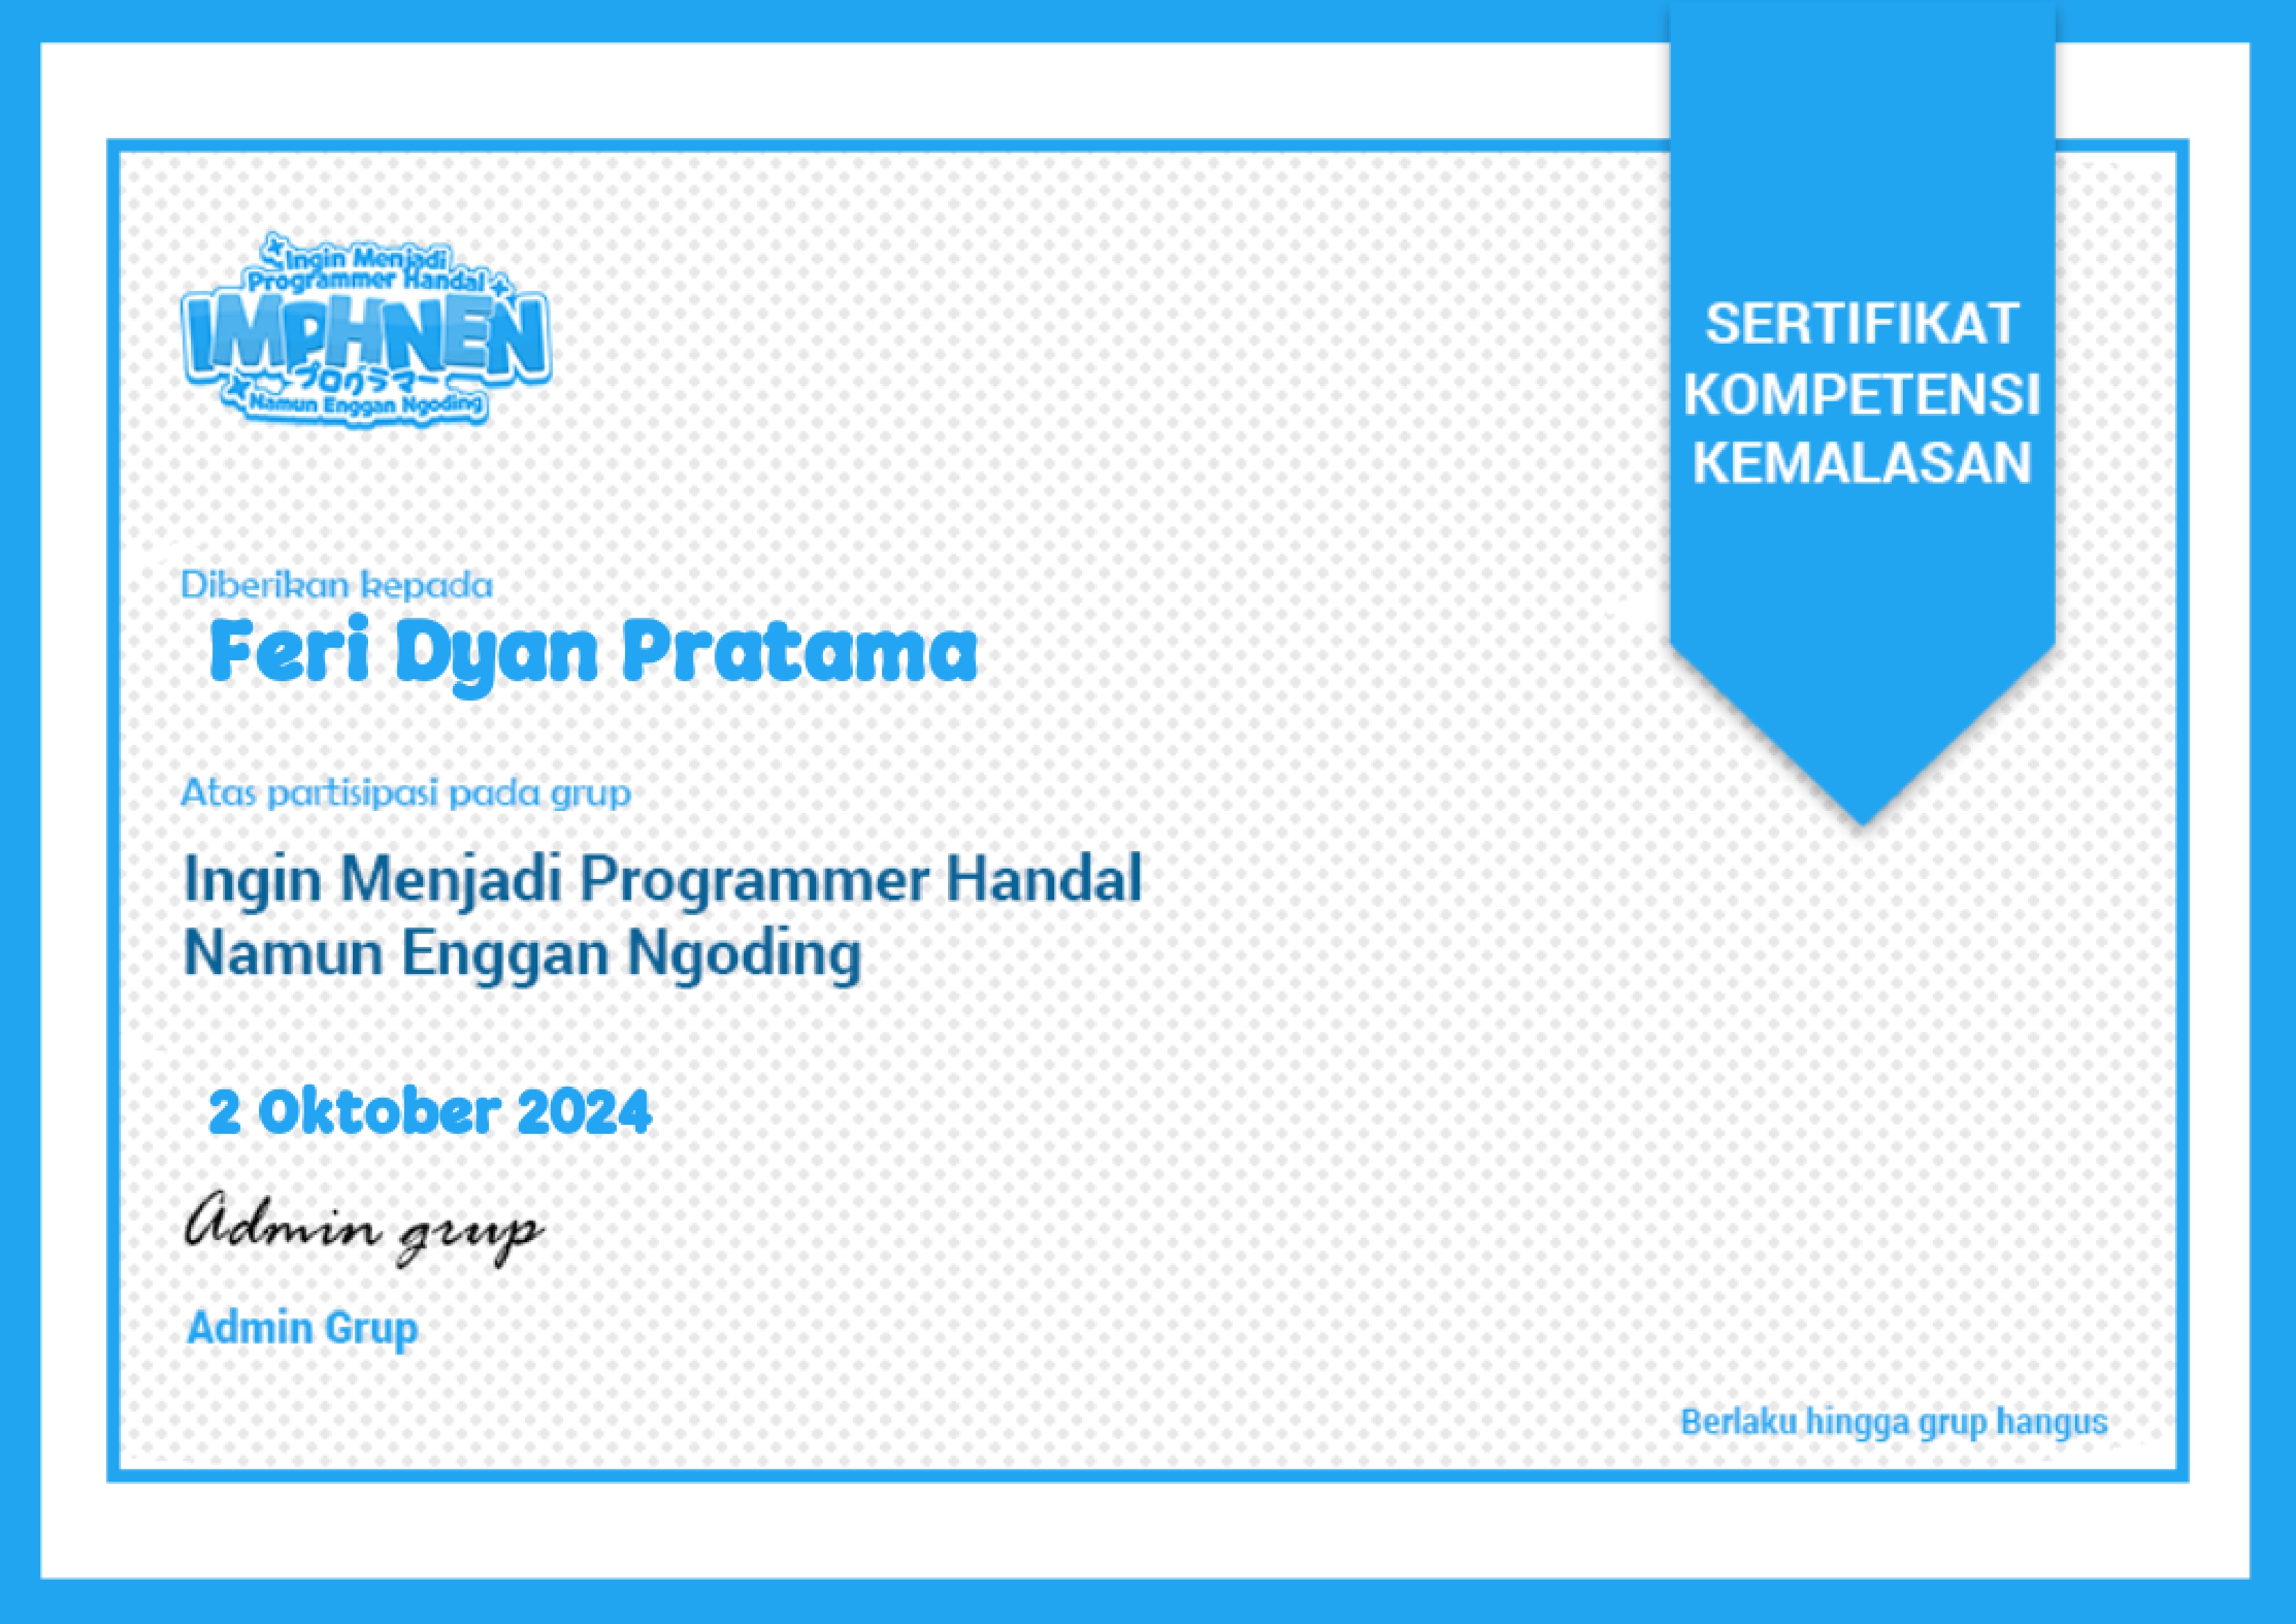 Ingin Menjadi
Programmer Handal
IMPHNEN
プログラマー
Namun Enggan Ngoding
SERTIFIKAT
KOMPETENSI
KEMALASAN
Diberikan kepada
Feri Dyan Pratama
Atas partisipasi pada grup
Ingin Menjadi Programmer Handal
Namun Enggan Ngoding
2 Oktober 2024
Admin grup
Admin Grup
Berlaku hingga grup hangus